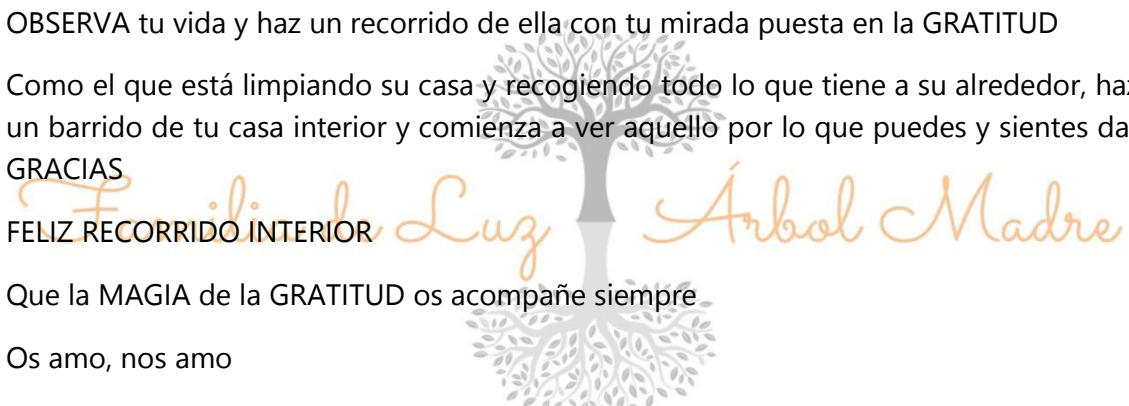 OBSERVA tu vida y haz un recorrido de ella con tu mirada puesta en la GRATITUD
Como el que está limpiando su casa y recogiendo todo lo que tiene a su alrededor, haz
un barrido de tu casa interior y comienza a ver aquello por lo que puedes y sientes da
GRACIAS
Familia de Luz Árbol Madre
FELIZ RECORRIDO INTERIOR
Que la MAGIA de la GRATITUD os acompañe siempre
Os amo, nos amo